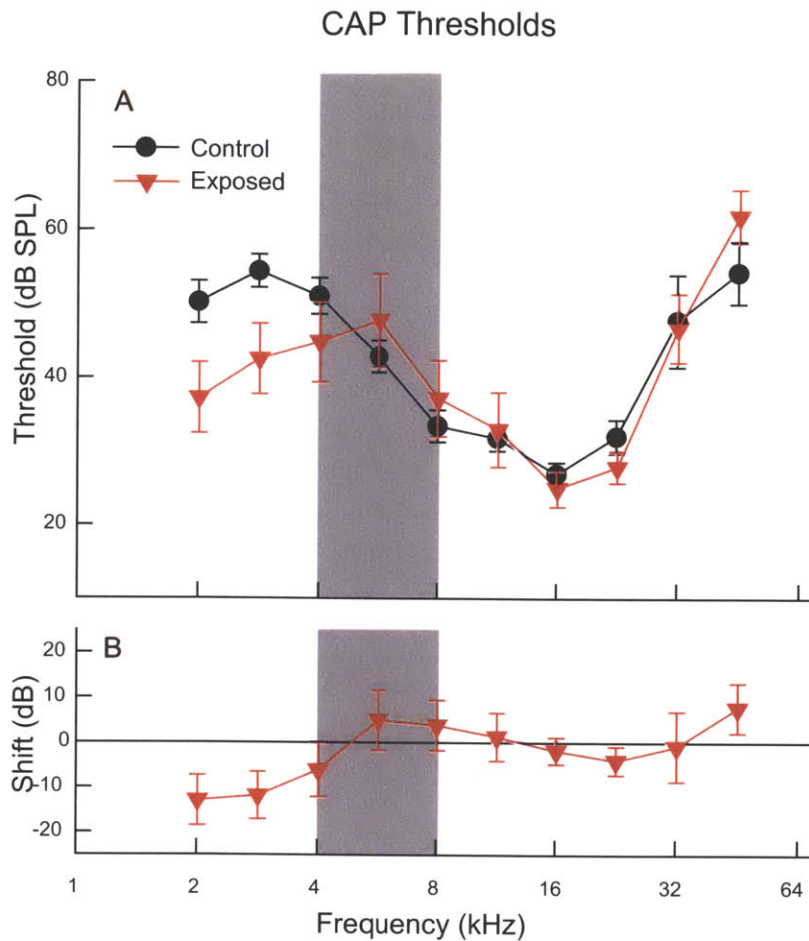 CAP Thresholds
80
60
40
20
Threshold (dB SPL)
A
Control
Exposed
B
20
10
0
-10
-20
Shift (dB)
1
2
4
8
16
32
64
Frequency (kHz)